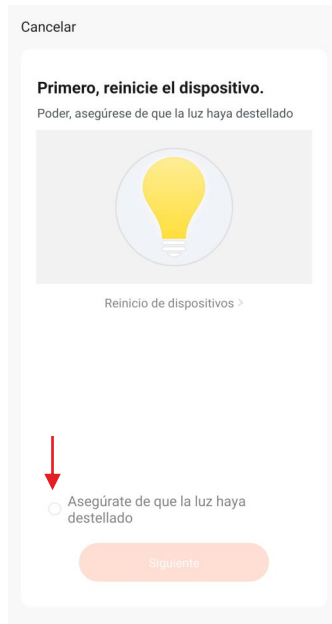 Cancelar
Primero, reinicie el dispositivo.
Poder, asegúrese de que la luz haya destellado
Reinicio de dispositivos >
Asegúrate de que la luz haya
destellado
Siguiente